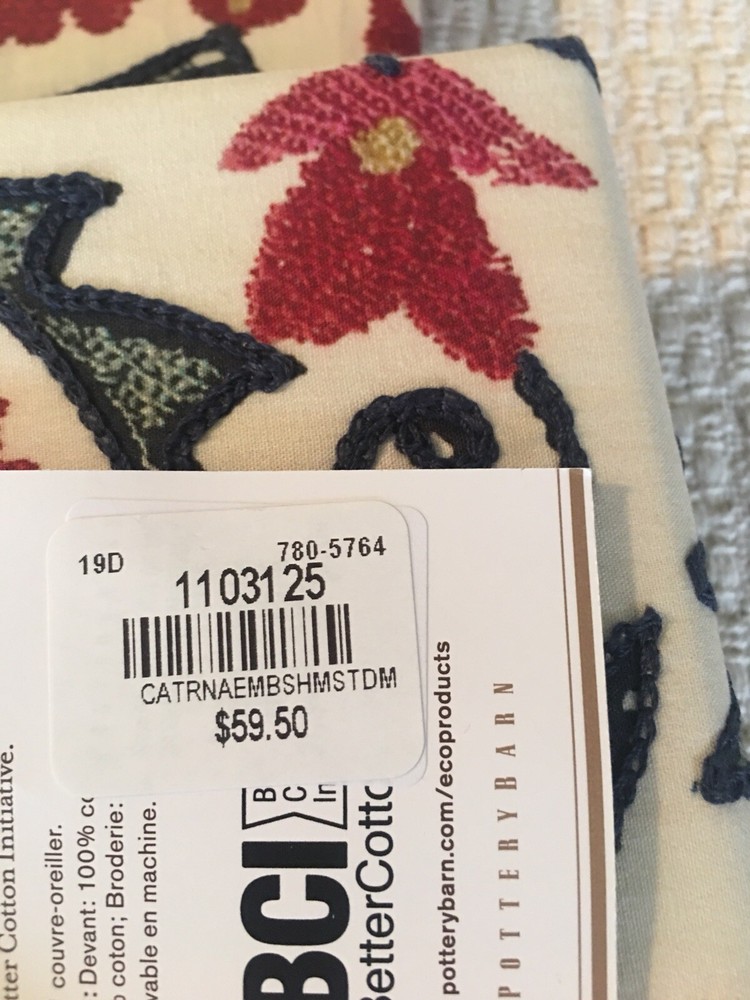 19D
780-5764
1103125
CATRNAEMBSHMSTDM
$59.50
tter Cotton Initiative.
couvre-oreiller.
: Devant: 100% co
coton; Broderie:
vable en machine.
B
C
In
BCI
BetterCotto
potterybarn.com/ecoproducts
POTTERYBARN